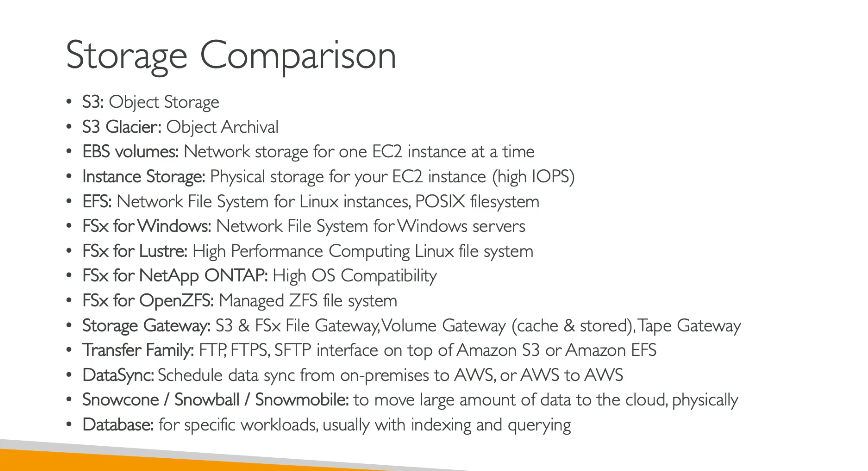 Storage Comparison
• S3: Object Storage
• S3 Glacier: Object Archival
• EBS volumes: Network storage for one EC2 instance at a time
• Instance Storage: Physical storage for your EC2 instance (high IOPS)
• EFS: Network File System for Linux instances, POSIX filesystem
• FSx for Windows: Network File System for Windows servers
• FSx for Lustre: High Performance Computing Linux file system
• FSx for NetApp ONTAP: High OS Compatibility
• FSx for OpenZFS: Managed ZFS file system
• Storage Gateway: S3 & FSx File Gateway, Volume Gateway (cache & stored), Tape Gateway
• Transfer Family: FTP, FTPS, SFTP interface on top of Amazon S3 or Amazon EFS
• DataSync: Schedule data sync from on-premises to AWS, or AWS to AWS
• Snowcone / Snowball / Snowmobile: to move large amount of data to the cloud, physically
• Database: for specific workloads, usually with indexing and querying